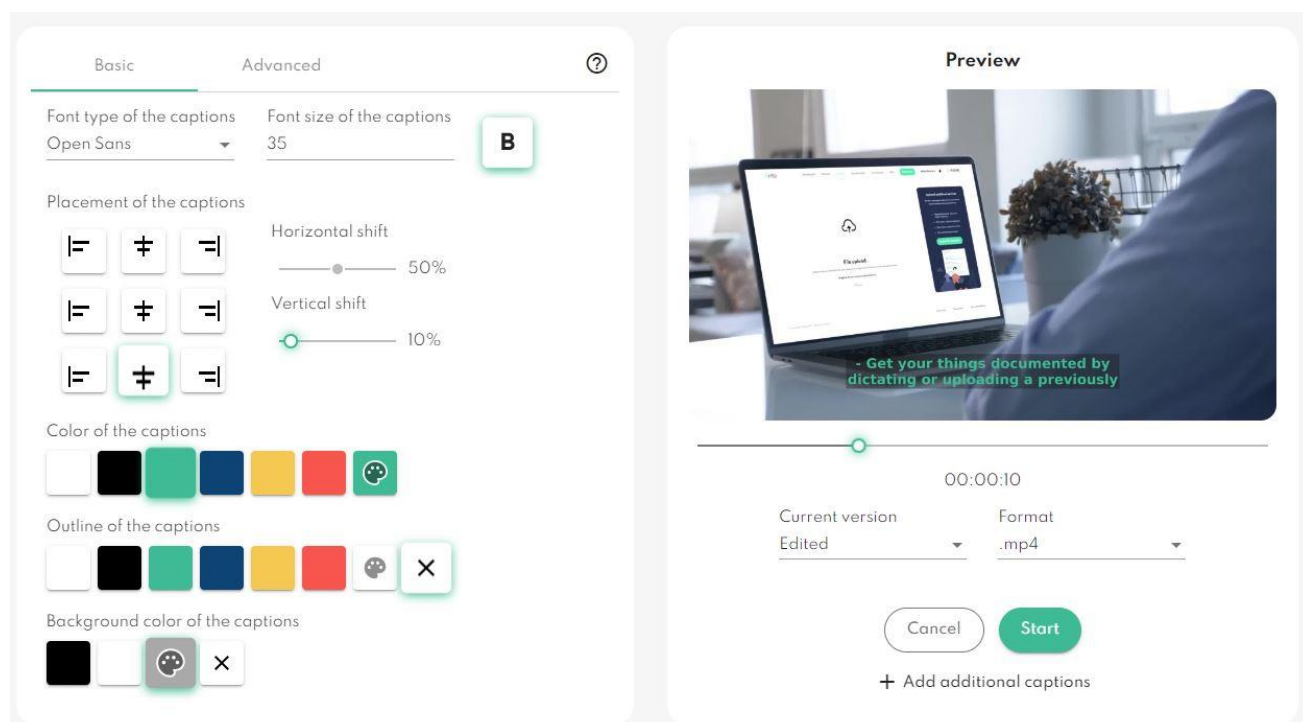 Basic
Advanced
Font type of the captions
Open Sans
Font size of the captions
35
B
Placement of the captions
Horizontal shift
50%
Vertical shift
10%
Color of the captions
Outline of the captions
Background color of the captions
Preview
File upload
- Get your things documented by
dictating or uploading a previously
00:00:10
Current version
Edited
Format
.mp4
Cancel
Start
+ Add additional captions